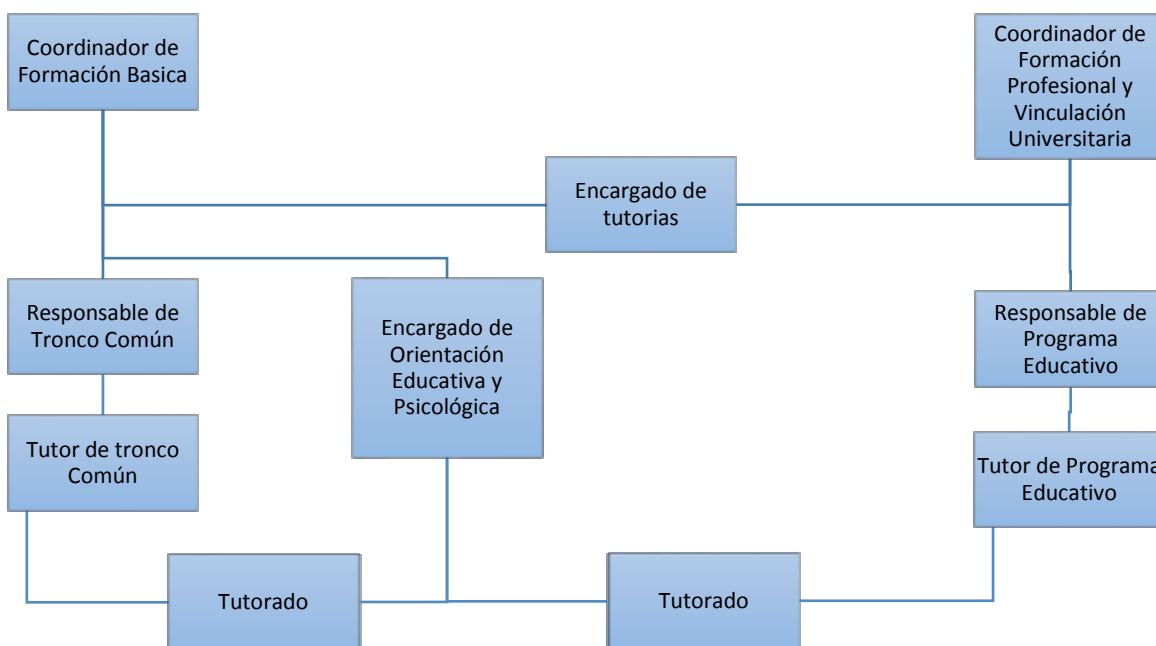 Coordinador de
Formación Basica
Coordinador de
Formación
Profesional y
Vinculación
Universitaria
Encargado de
tutorias
Responsable de
Tronco Común
Encargado de
Orientación
Educativa y
Psicológica
Responsable de
Programa
Educativo
Tutor de tronco
Común
Tutor de Programa
Educativo
Tutorado
Tutorado